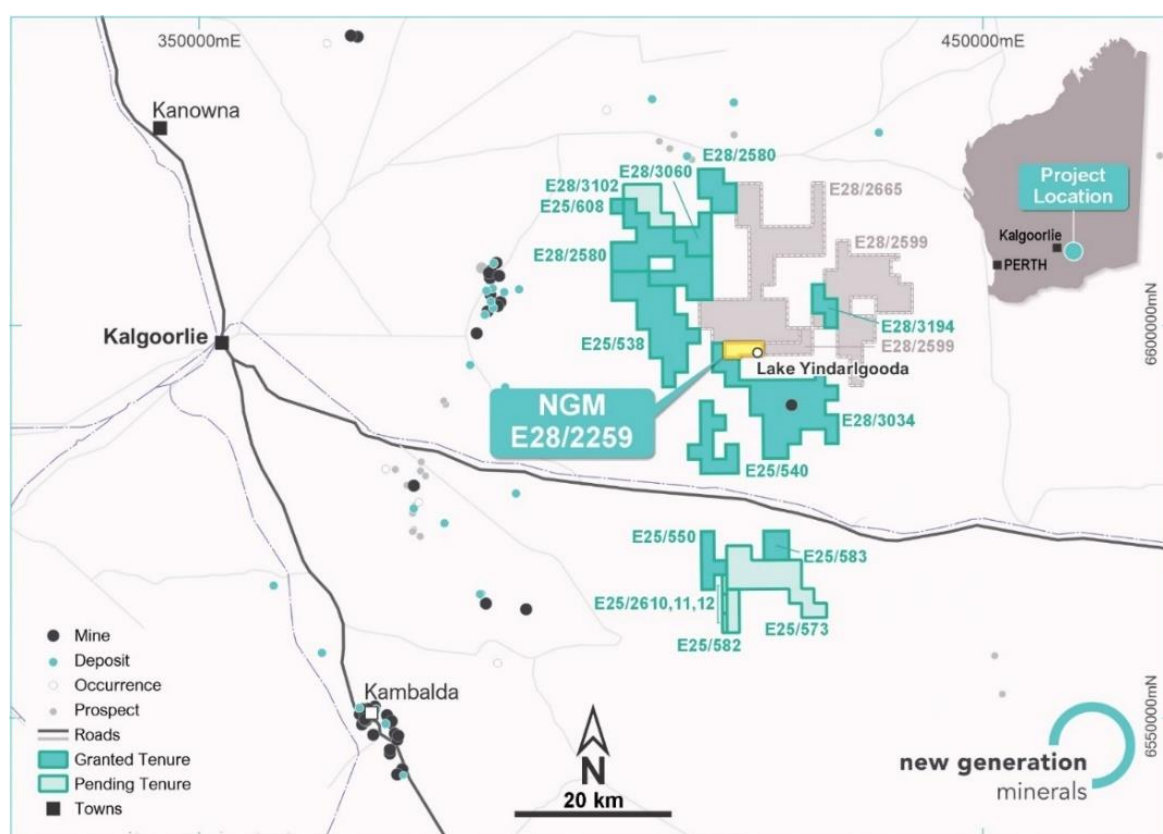 350000mE
450000mE
Kanowna
E28/2580
E28/3060
E28/3102
E25/608
E28/2665
E28/2580
E28/2599
Project
Location
Kalgoorlie
PERTH
Kalgoorlie
E25/538
E28/3194
E28/2599
6600000mN
Lake Yindarlgooda
NGM
E28/2259
E28/3034
E25/540
E25/550
E25/583
E25/2610,11,12
E25/573
E25/582
Mine
Deposit
Occurrence
Prospect
Roads
Granted Tenure
Pending Tenure
Towns
Kambalda
N
20 km
6550000mN
new generation
minerals